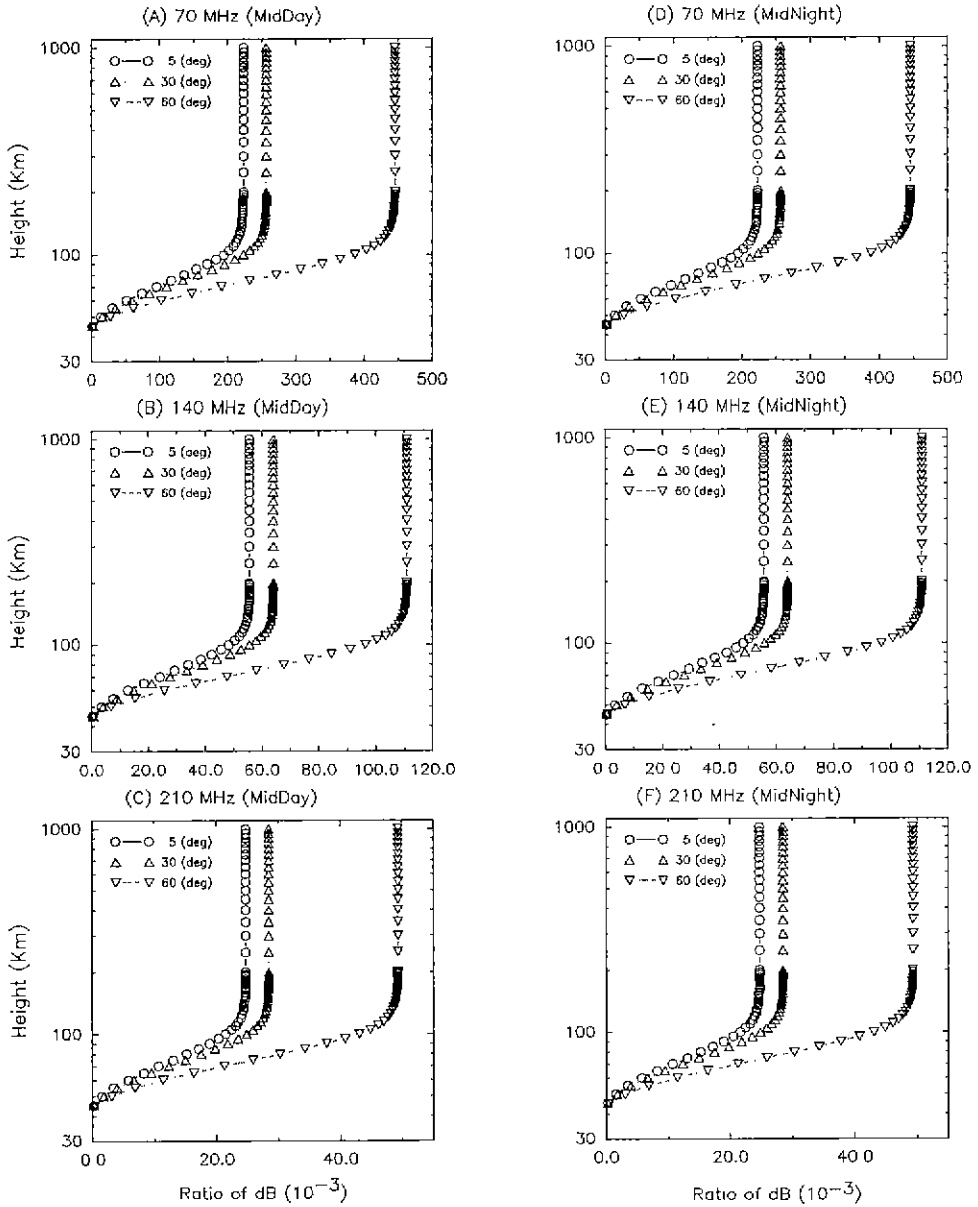 (A) 70 MHz (MidDay)
1000
100
30
Height (Km)
5 (deg)
30 (deg)
60 (deg)
0 100 200 300 400 500
(B) 140 MHz (MidDay)
1000
100
30
Height (Km)
5 (deg)
30 (deg)
60 (deg)
0.0 20.0 40.0 60.0 80.0 100.0 120.0
(C) 210 MHz (MidDay)
1000
100
30
Height (Km)
5 (deg)
30 (deg)
60 (deg)
0.0 20.0 40.0
Ratio of dB (10⁻³)
(D) 70 MHz (MidNight)
1000
100
30
5 (deg)
30 (deg)
60 (deg)
0 100 200 300 400 500
(E) 140 MHz (MidNight)
1000
100
30
5 (deg)
30 (deg)
60 (deg)
0 0 20.0 40.0 60.0 80.0 100 0 120.0
(F) 210 MHz (MidNight)
1000
100
30
5 (deg)
30 (deg)
60 (deg)
0.0 20.0 40.0
Ratio of dB (10⁻³)